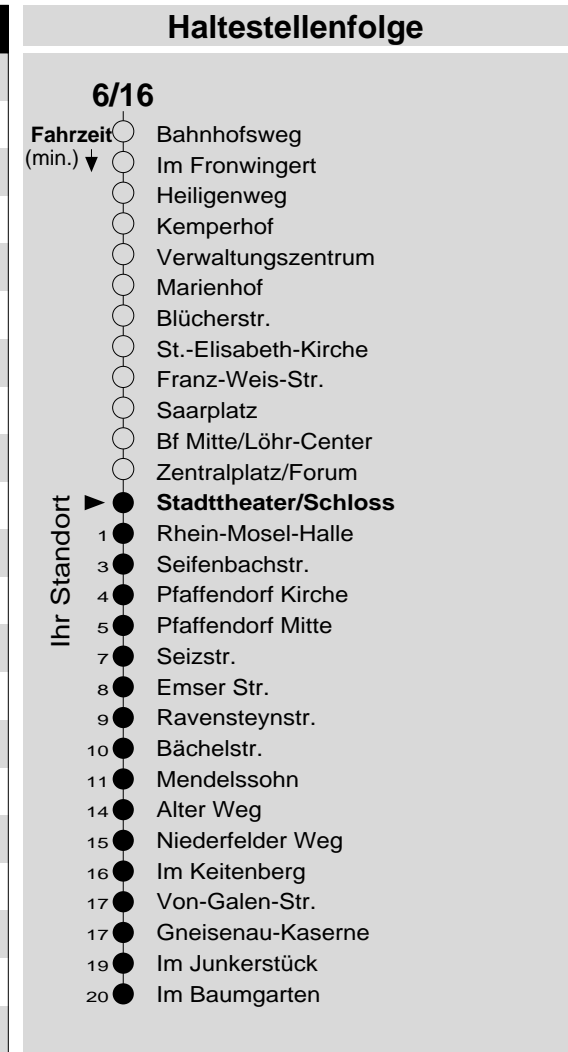 Haltestellenfolge
6/16
Fahrzeit
(min.)
Bahnhofsweg
Im Fronwingert
Heiligenweg
Kemperhof
Verwaltungszentrum
Marienhof
Blücherstr.
St.-Elisabeth-Kirche
Franz-Weis-Str.
Saarplatz
Bf Mitte/Löhr-Center
Zentralplatz/Forum
Ihr Standort
Stadttheater/Schloss
1 Rhein-Mosel-Halle
3 Seifenbachstr.
4 Pfaffendorf Kirche
5 Pfaffendorf Mitte
7 Seizstr.
8 Emser Str.
9 Ravensteynstr.
10 Bächelstr.
11 Mendelssohn
14 Alter Weg
15 Niederfelder Weg
16 Im Keitenberg
17 Von-Galen-Str.
17 Gneisenau-Kaserne
19 Im Junkerstück
20 Im Baumgarten